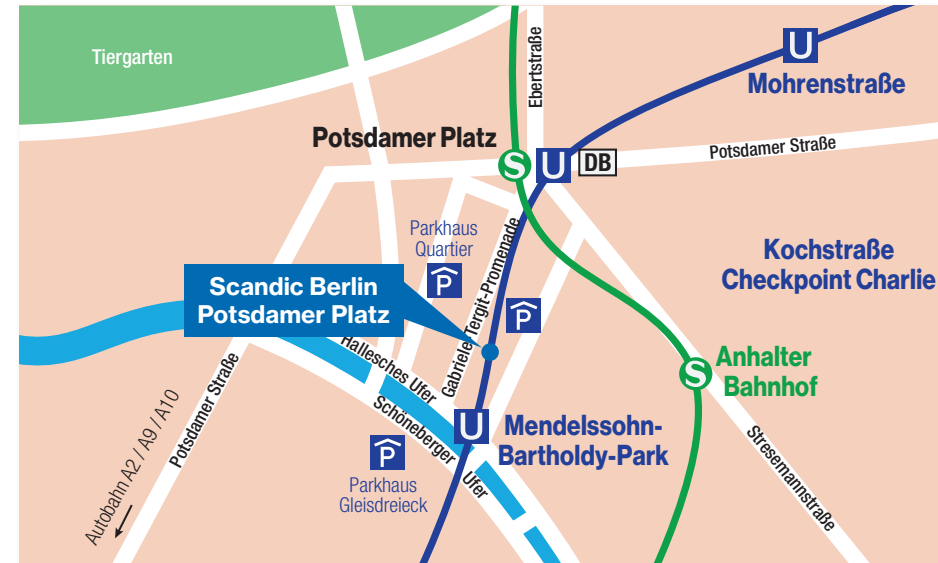 Tiergarten
Ebertstraße
U
Mohrenstraße
Potsdamer Platz
S
U
DB
Potsdamer Straße
Parkhaus
Quartier
P
Gabriele-Tergit-Promenade
P
Kochstraße
Checkpoint Charlie
Scandic Berlin
Potsdamer Platz
Hallesches Ufer
Schöneberger Ufer
Potsdamer Straße
Autobahn A2 / A9 / A10
S
Anhalter
Bahnhof
U
Mendelssohn-
Bartholdy-Park
P
Parkhaus
Gleisdreieck
Stresemannstraße